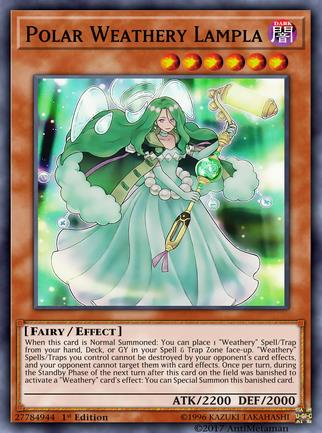 POLAR WEATHERY LAMPLA
DARK
闇
[ FAIRY / EFFECT ]
When this card is Normal Summoned: You can place 1 "Weathery" Spell/Trap
from your hand, Deck, or GY in your Spell & Trap Zone face-up. "Weathery"
Spells/Traps you control cannot be destroyed by your opponent's card effects,
and your opponent cannot target them with card effects. Once per turn, during
the Standby Phase of the next turn after this card on the field was banished to
activate a "Weathery" card's effect: You can Special Summon this banished card.
ATK/2200 DEF/2000
27784944 1st Edition ©1996 KAZUKI TAKAHASHI
©2017 AntiMetaman